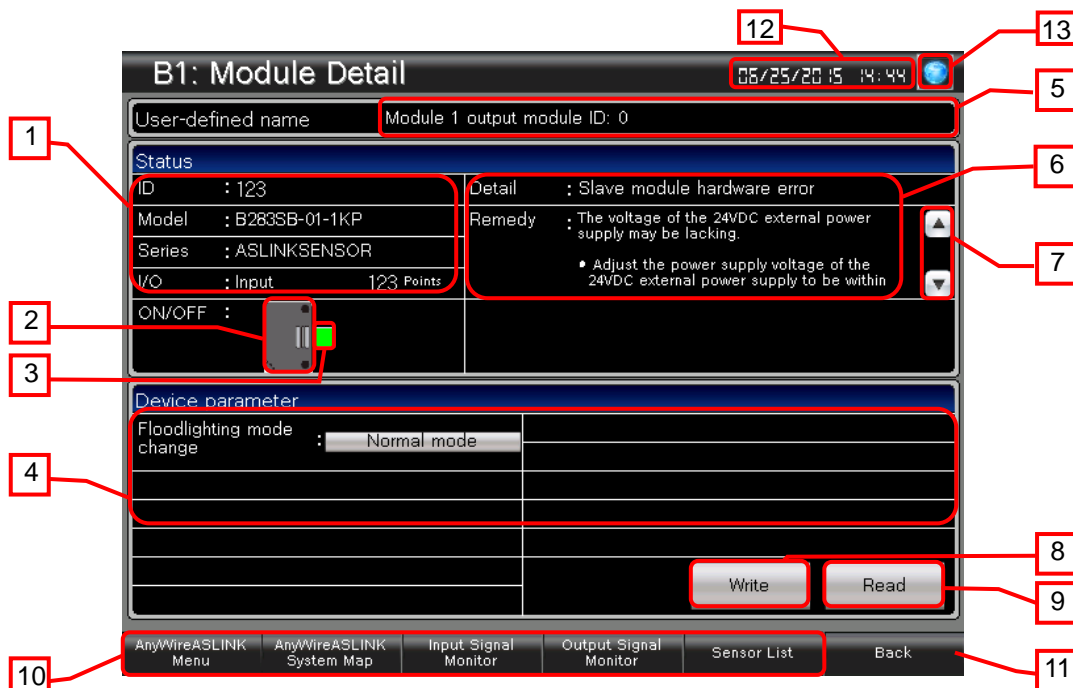 12
13
B1: Module Detail
06/25/2015 14:44
5
User-defined name
Module 1 output module ID: 0
1
Status
6
ID : 123
Detail : Slave module hardware error
Model : B283SB-01-1KP
Remedy : The voltage of the 24VDC external power
supply may be lacking.
Series : ASLINKSENSOR
• Adjust the power supply voltage of the
24VDC external power supply to be within
7
I/O : Input 123 Points
2
ON/OFF :
3
Device parameter
Floodlighting mode
change : Normal mode
4
8
Write
Read
9
AnyWireASLINK
Menu
AnyWireASLINK
System Map
Input Signal
Monitor
Output Signal
Monitor
Sensor List
Back
10
11